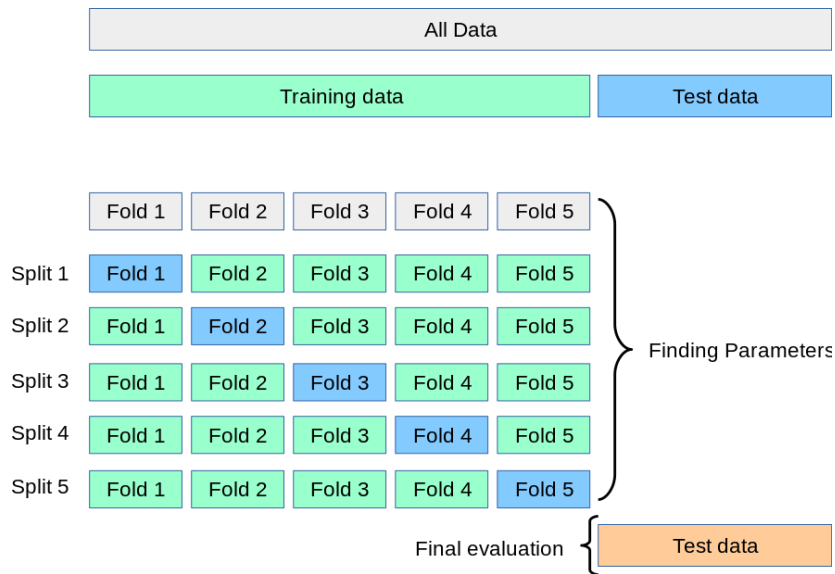 All Data
Training data Test data
Fold 1 Fold 2 Fold 3 Fold 4 Fold 5
Split 1 Fold 1 Fold 2 Fold 3 Fold 4 Fold 5
Split 2 Fold 1 Fold 2 Fold 3 Fold 4 Fold 5
Finding Parameters
Split 3 Fold 1 Fold 2 Fold 3 Fold 4 Fold 5
Split 4 Fold 1 Fold 2 Fold 3 Fold 4 Fold 5
Split 5 Fold 1 Fold 2 Fold 3 Fold 4 Fold 5
Final evaluation Test data